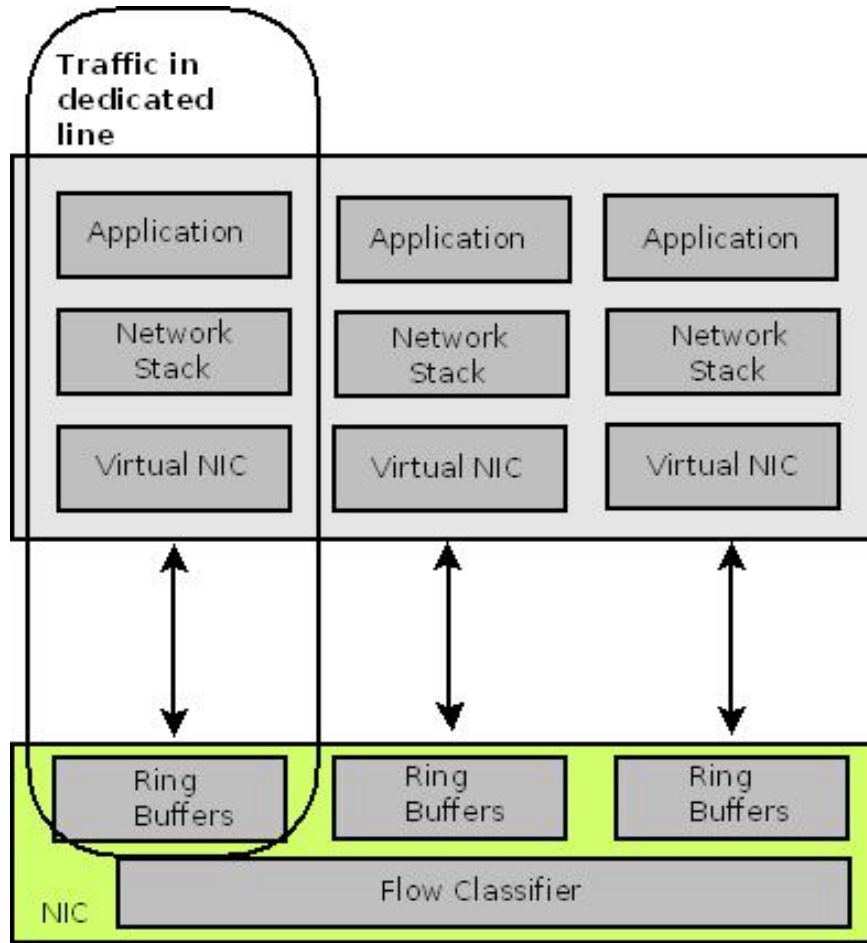 Traffic in
dedicated
line
Application
Application
Application
Network
Stack
Network
Stack
Network
Stack
Virtual NIC
Virtual NIC
Virtual NIC
Ring
Buffers
Ring
Buffers
Ring
Buffers
Flow Classifier
NIC